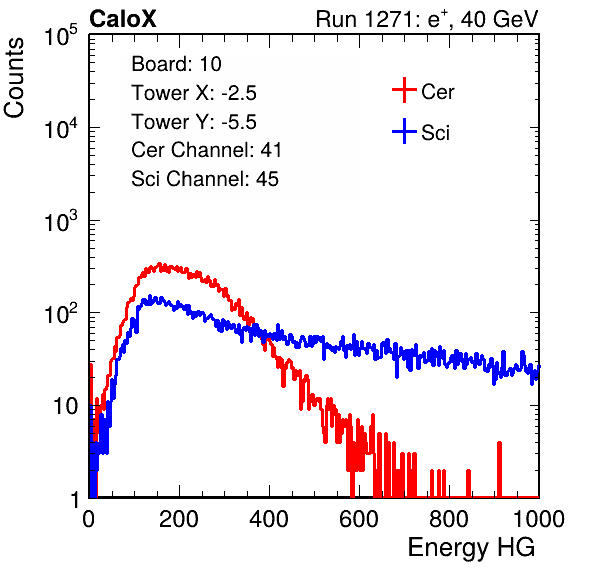 CaloX Run 1271: e⁺, 40 GeV
Counts
Board: 10
Tower X: -2.5
Tower Y: -5.5
Cer Channel: 41
Sci Channel: 45
Cer
Sci
10⁵
10⁴
10³
10²
10
1
0 200 400 600 800 1000
Energy HG